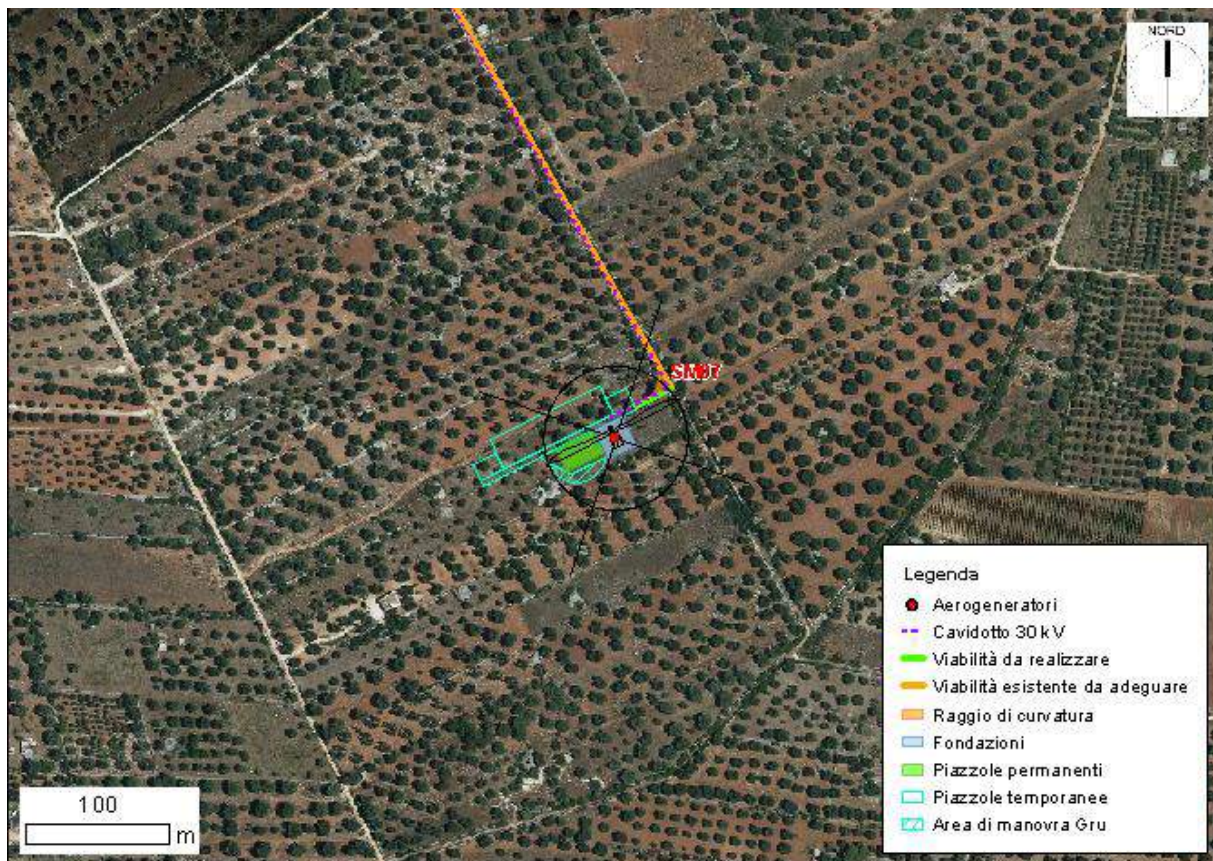 NORD
SM07
Legenda
Aerogeneratori
Cavidotto 30 kV
Viabilità da realizzare
Viabilità esistente da adeguare
Raggio di curvatura
Fondazioni
Piazzole permanenti
Piazzole temporanee
Area di manovra Gru
100
m